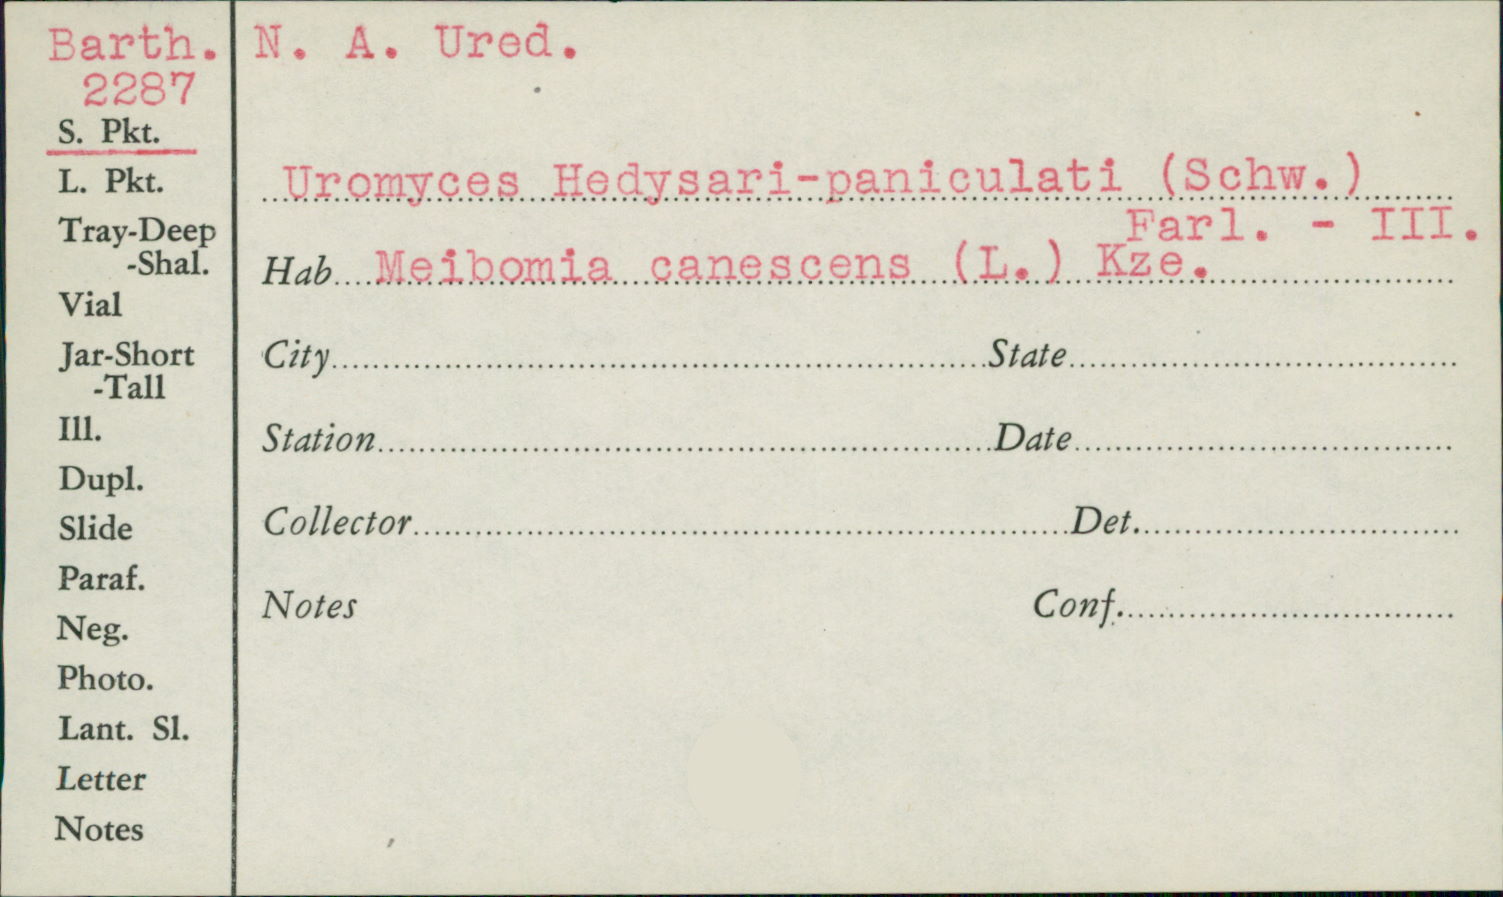 Barth.
2287
S. Pkt.
L. Pkt.
Tray-Deep
-Shal.
Vial
Jar-Short
-Tall
Ill.
Dupl.
Slide
Paraf.
Neg.
Photo.
Lant. Sl.
Letter
Notes
N. A. Ured.
Uromyces Hedysari-paniculati (Schw.)
Farl. - III.
Hab Meibomia canescens (L.) Kze.
City State
Station Date
Collector Det.
Notes Conf.